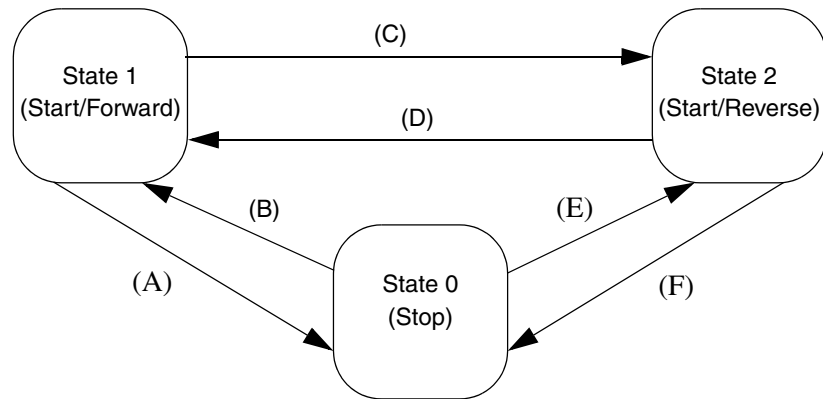 (C)
State 1
(Start/Forward)
State 2
(Start/Reverse)
(D)
(B)
(E)
(A)
State 0
(Stop)
(F)